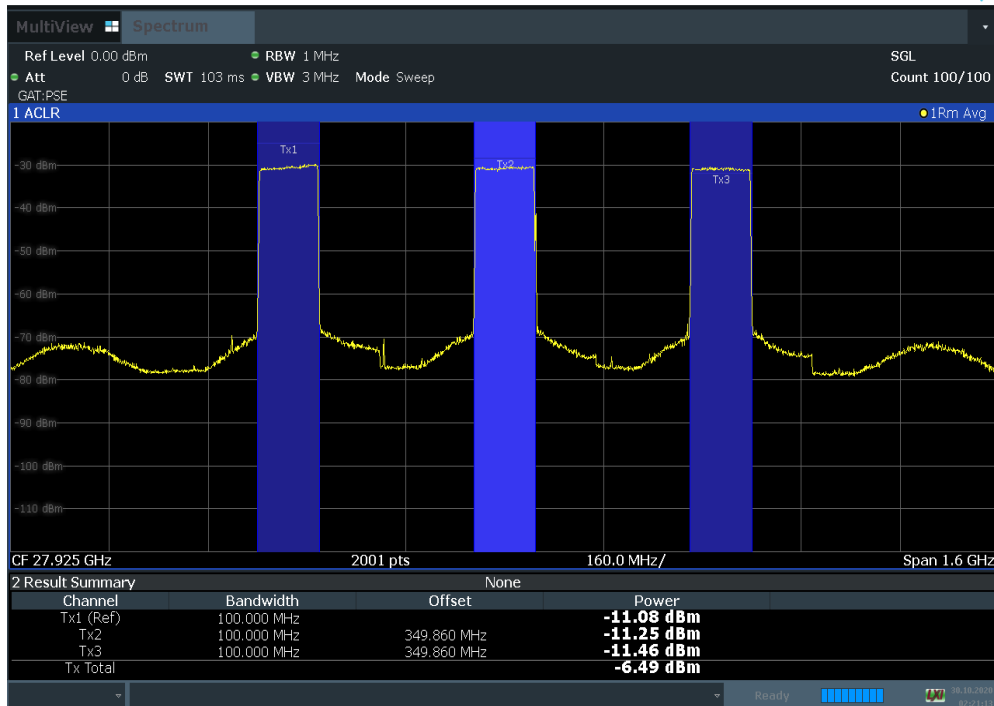 MultiView Spectrum
Ref Level 0.00 dBm RBW 1 MHz SGL
Att 0 dB SWT 103 ms VBW 3 MHz Mode Sweep Count 100/100
GAT:PSE
1 ACLR 1Rm Avg
Tx1
Tx2
Tx3
-30 dBm
-40 dBm
-50 dBm
-60 dBm
-70 dBm
-80 dBm
-90 dBm
-100 dBm
-110 dBm
CF 27.925 GHz 2001 pts 160.0 MHz/ Span 1.6 GHz
2 Result Summary None
Channel Bandwidth Offset Power
Tx1 (Ref) 100.000 MHz -11.08 dBm
Tx2 100.000 MHz 349.860 MHz -11.25 dBm
Tx3 100.000 MHz 349.860 MHz -11.46 dBm
Tx Total -6.49 dBm
Ready LXI 30.10.2020